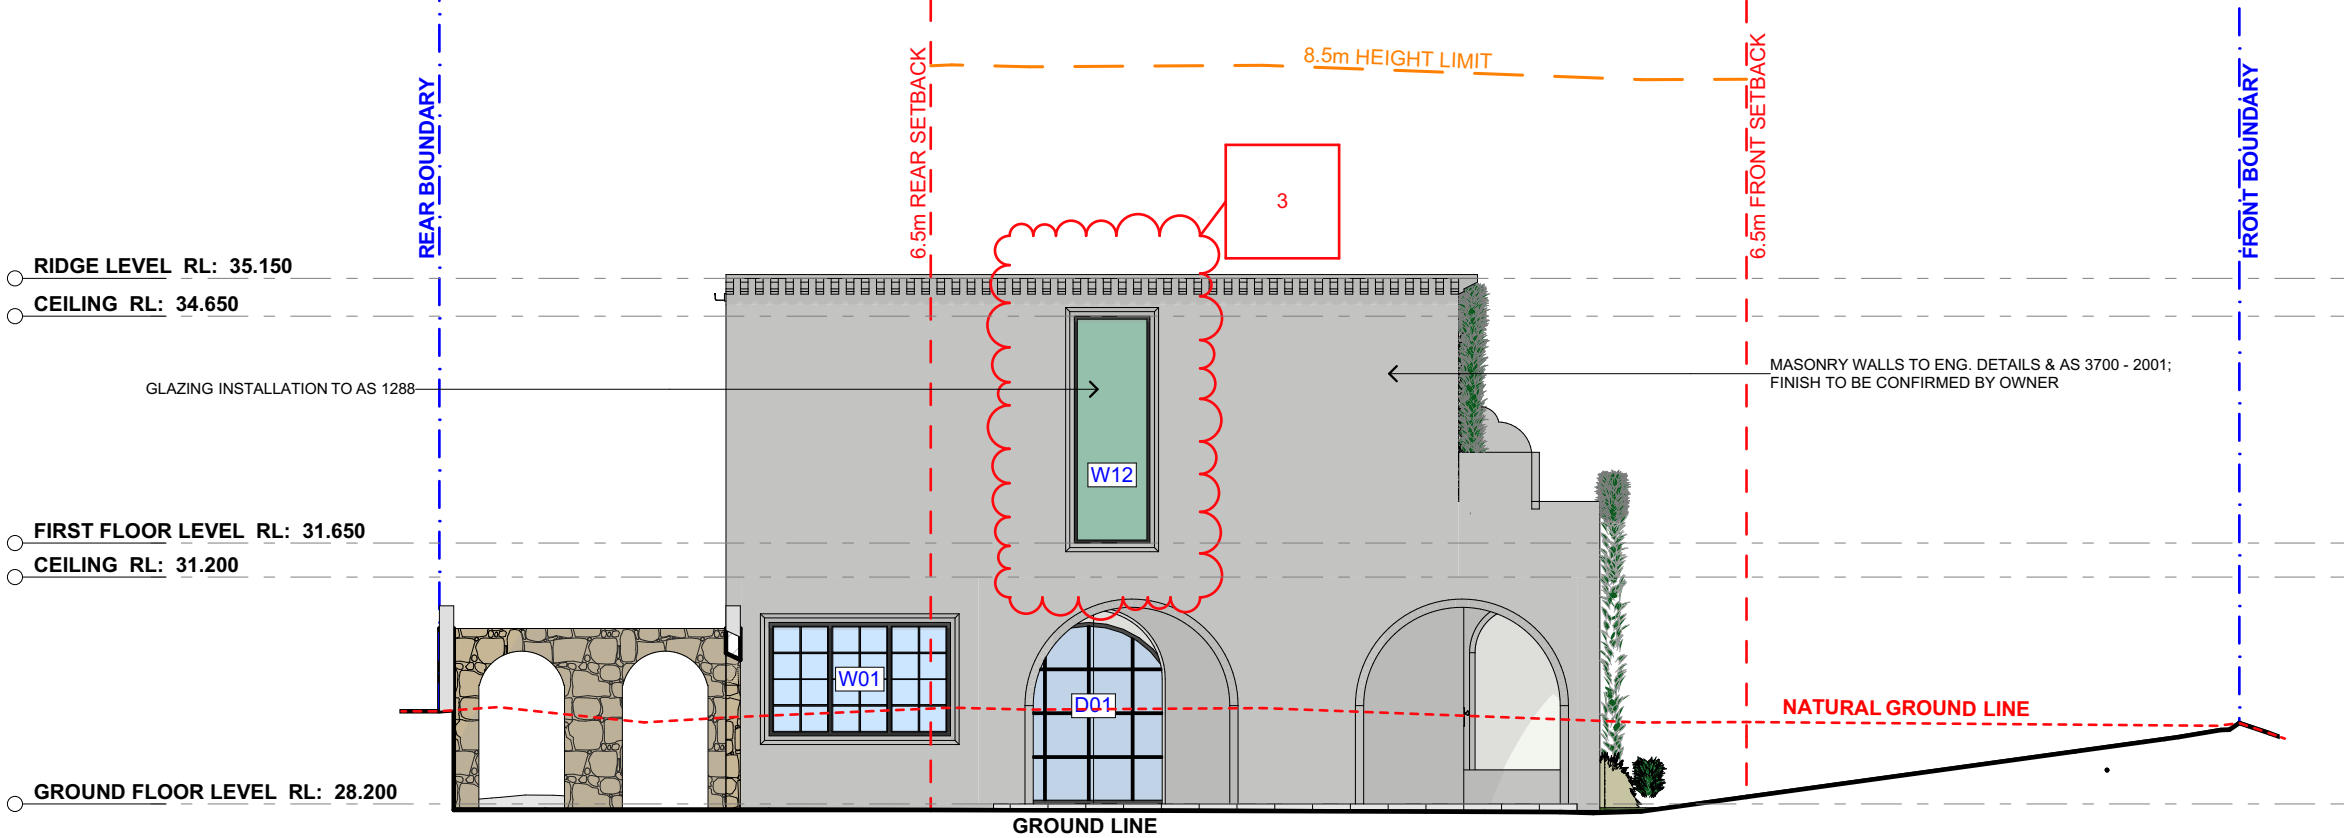 8.5m HEIGHT LIMIT
REAR BOUNDARY
6.5m REAR SETBACK
6.5m FRONT SETBACK
FRONT BOUNDARY
3
RIDGE LEVEL RL: 35.150
CEILING RL: 34.650
GLAZING INSTALLATION TO AS 1288
MASONRY WALLS TO ENG. DETAILS & AS 3700 - 2001;
FINISH TO BE CONFIRMED BY OWNER
W12
FIRST FLOOR LEVEL RL: 31.650
CEILING RL: 31.200
W01
D01
NATURAL GROUND LINE
GROUND FLOOR LEVEL RL: 28.200
GROUND LINE